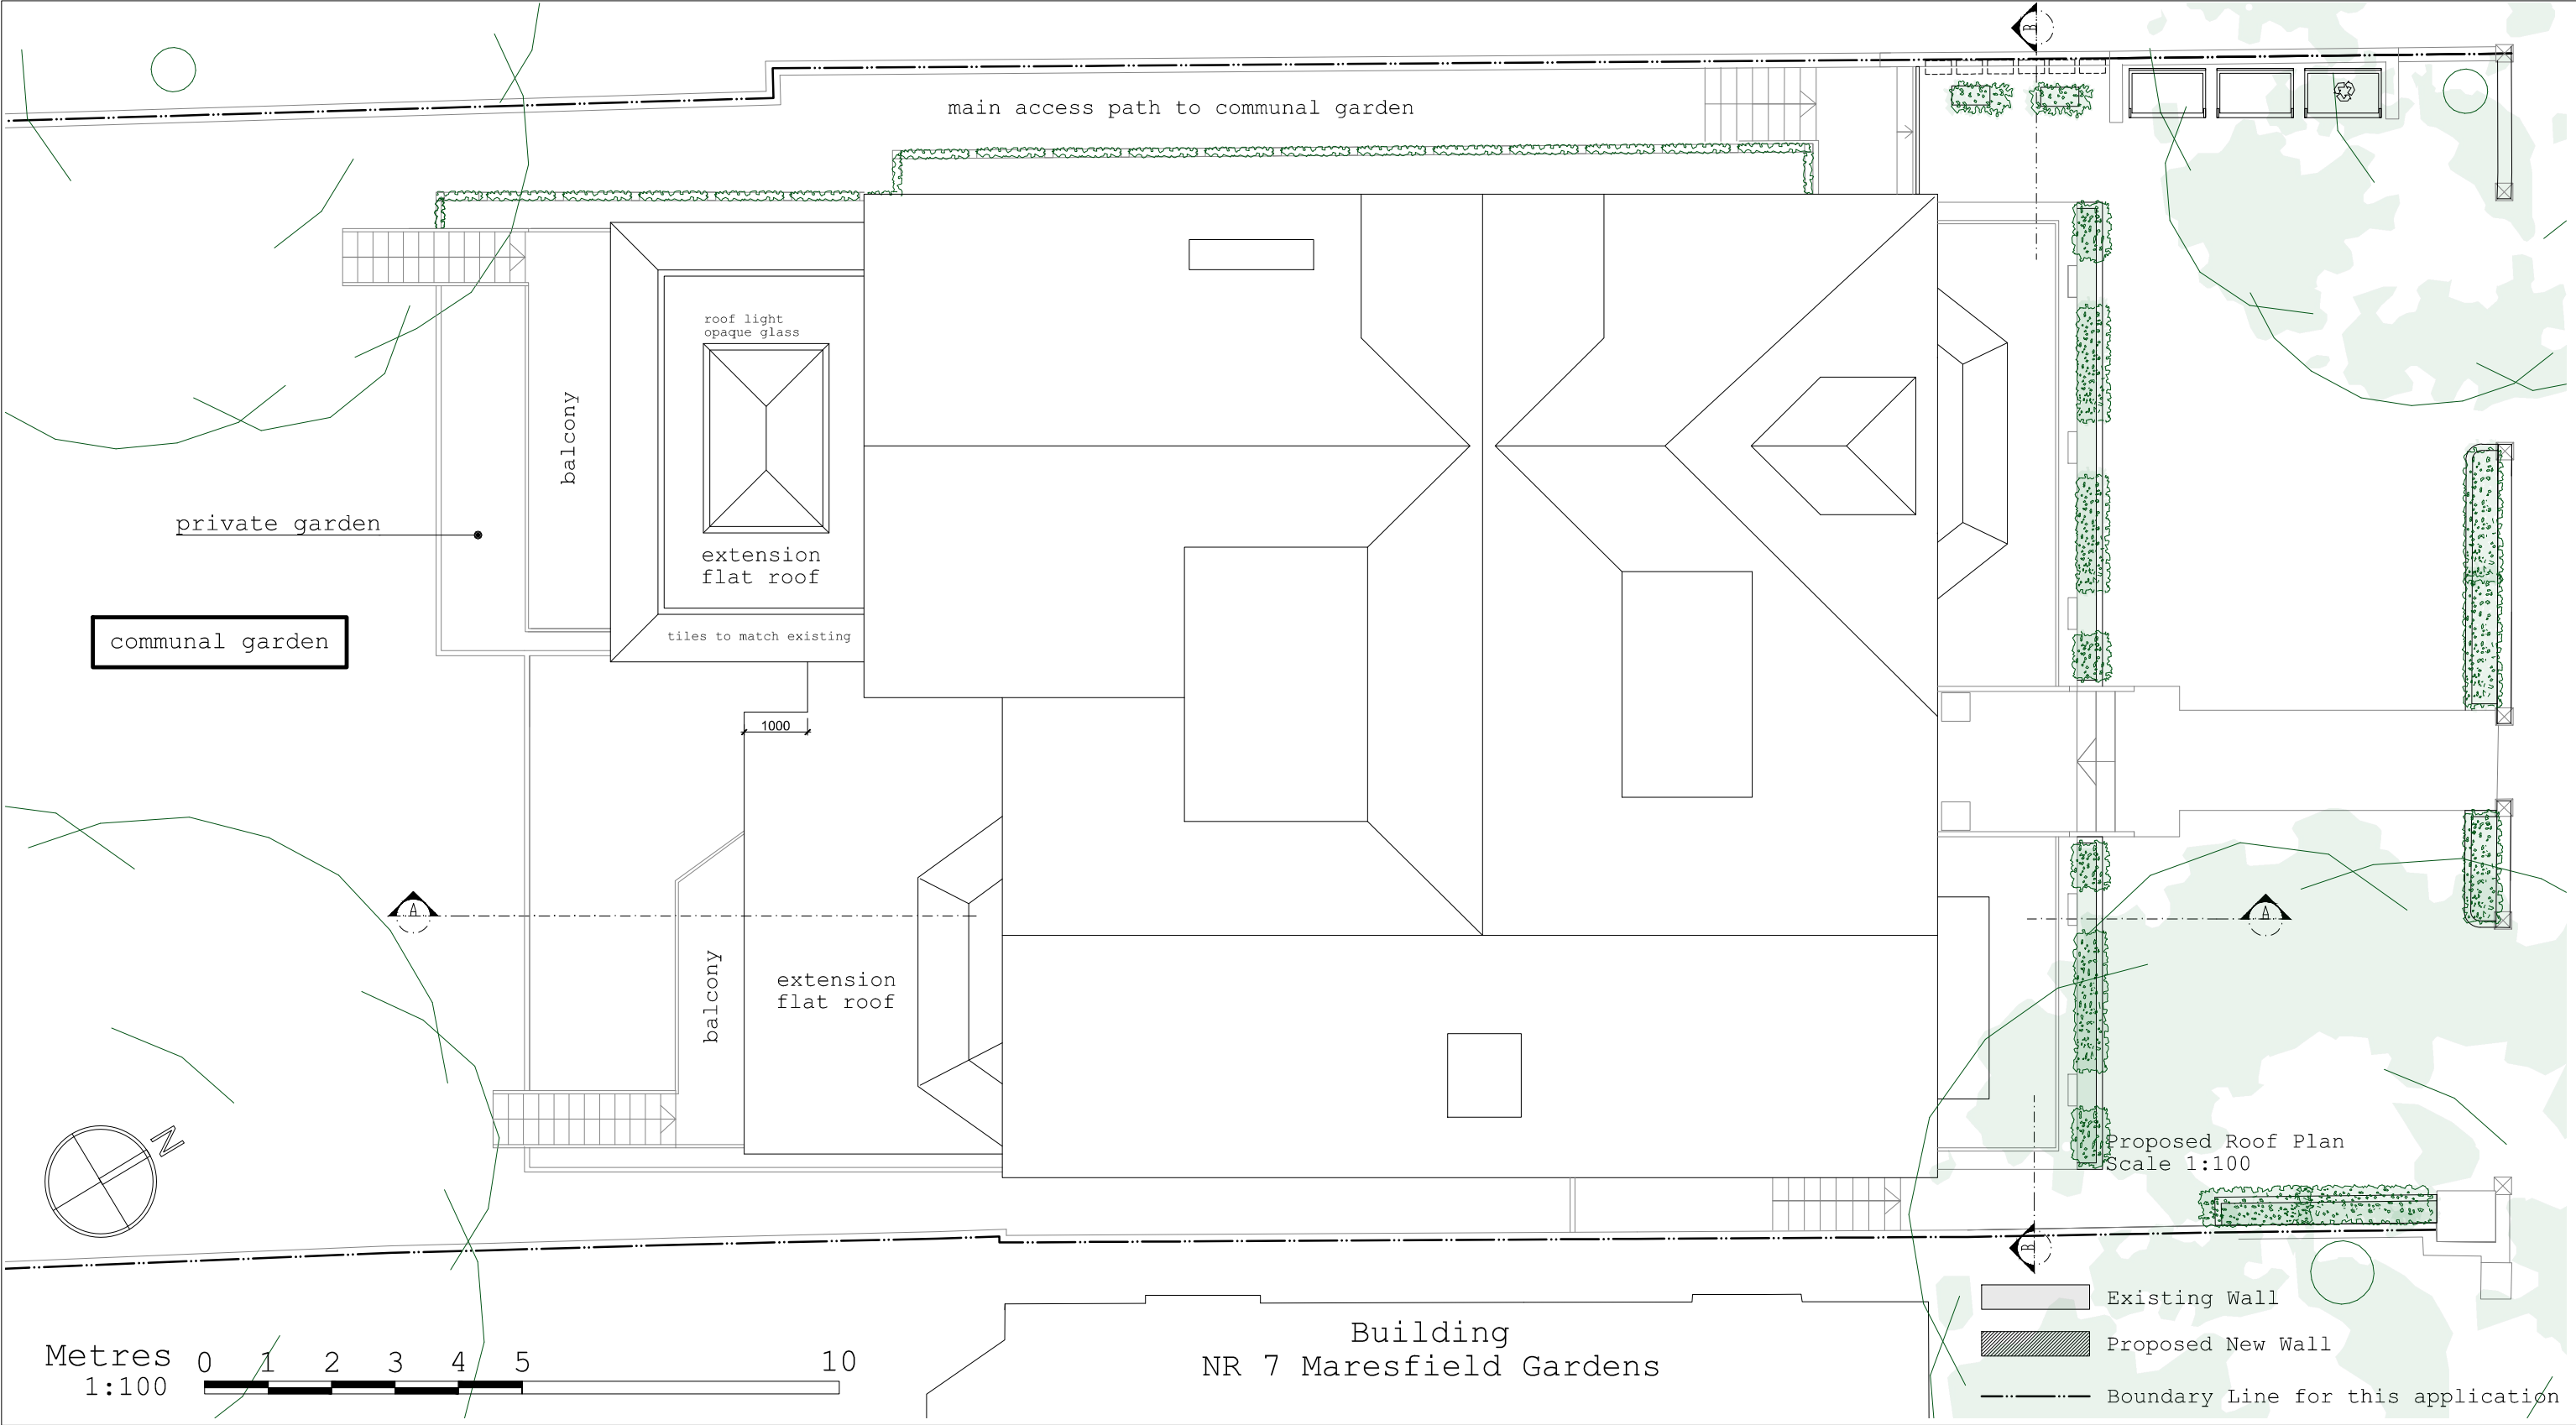 B
main access path to communal garden
roof light
opaque glass
balcony
private garden
extension
flat roof
communal garden
tiles to match existing
1000
A
A
balcony
extension
flat roof
N
Proposed Roof Plan
Scale 1:100
B
Existing Wall
Building
NR 7 Maresfield Gardens
Proposed New Wall
Metres 0 1 2 3 4 5 10
1:100
Boundary Line for this application